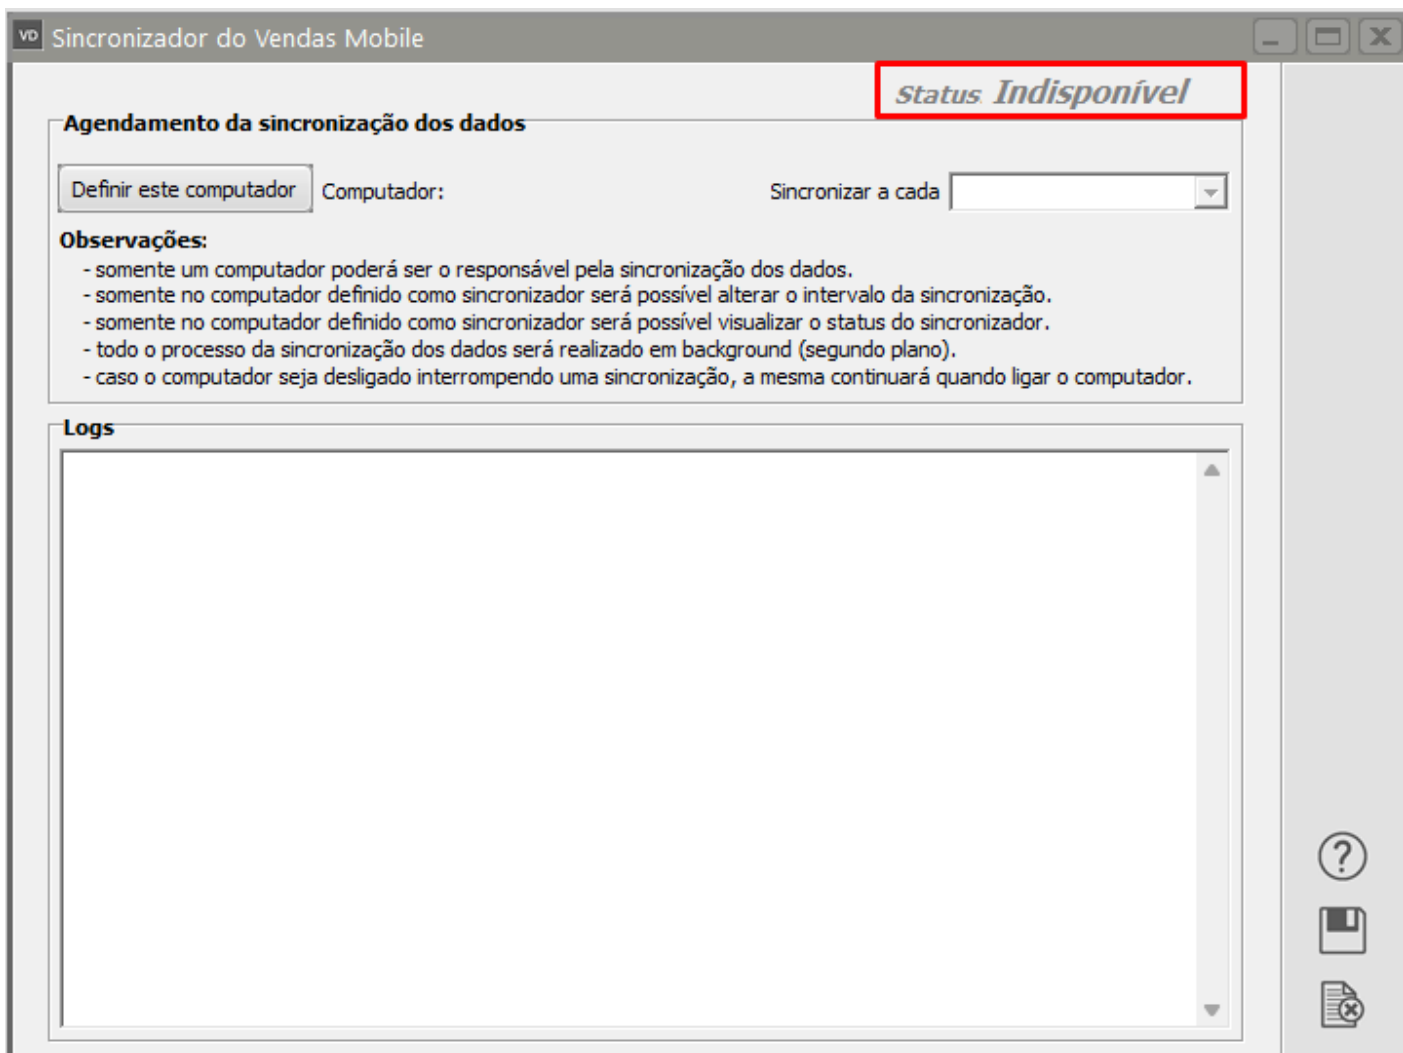 VD Sincronizador do Vendas Mobile
Status: Indisponível
Agendamento da sincronização dos dados
Definir este computador Computador: Sincronizar a cada
Observações:
- somente um computador poderá ser o responsável pela sincronização dos dados.
- somente no computador definido como sincronizador será possível alterar o intervalo da sincronização.
- somente no computador definido como sincronizador será possível visualizar o status do sincronizador.
- todo o processo da sincronização dos dados será realizado em background (segundo plano).
- caso o computador seja desligado interrompendo uma sincronização, a mesma continuará quando ligar o computador.
Logs